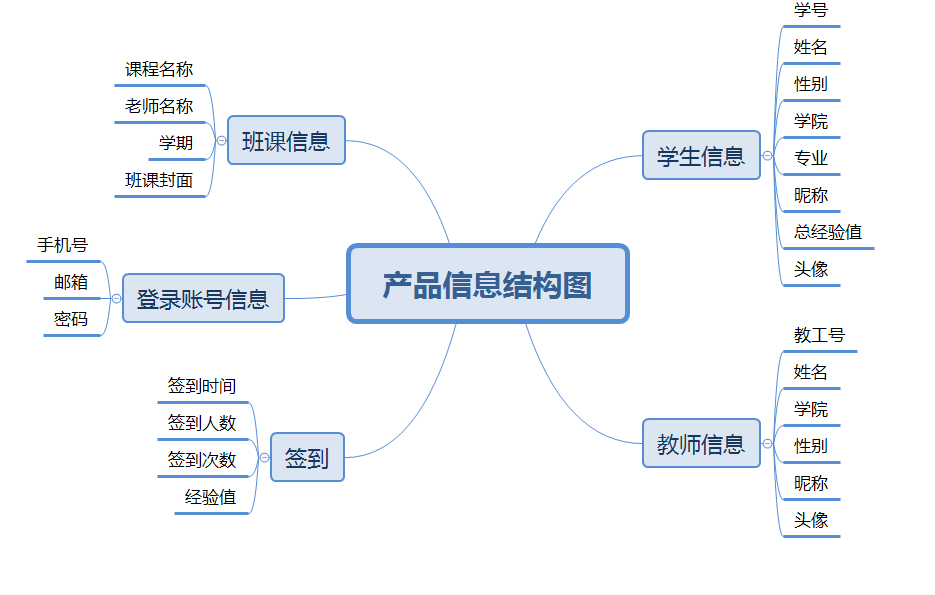 产品信息结构图
学生信息
学号
姓名
性别
学院
专业
昵称
总经验值
头像
教师信息
教工号
姓名
学院
性别
昵称
头像
班课信息
课程名称
老师名称
学期
班课封面
登录账号信息
手机号
邮箱
密码
签到
签到时间
签到人数
签到次数
经验值